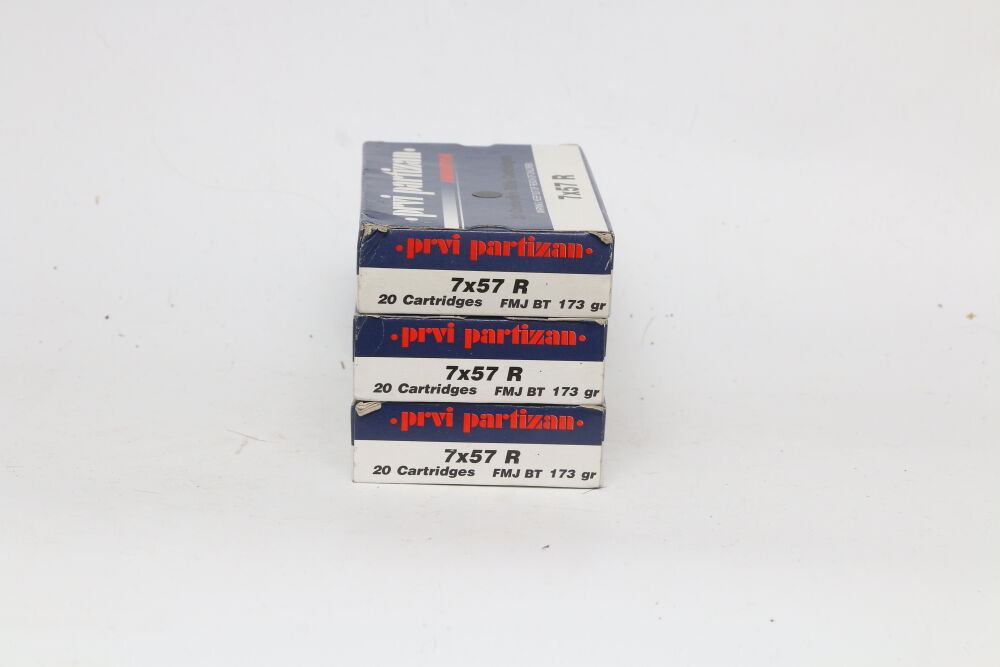 •prvi partizan•
7x57 R
•prvi partizan•
7x57 R
20 Cartridges FMJ BT 173 gr
•prvi partizan•
7x57 R
20 Cartridges FMJ BT 173 gr
•prvi partizan•
7x57 R
20 Cartridges FMJ BT 173 gr